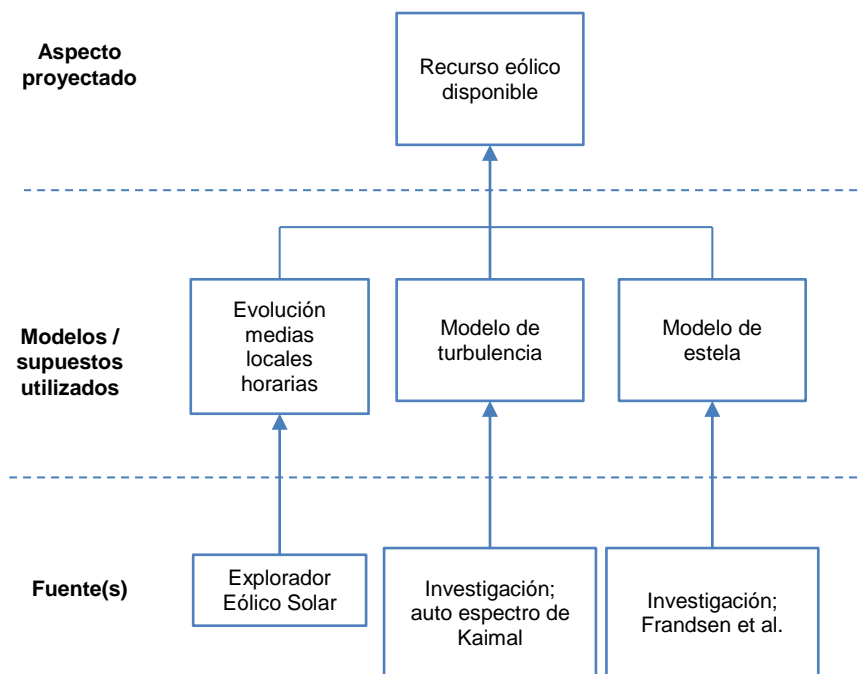 Aspecto
proyectado
Recurso eólico
disponible
Modelos /
supuestos
utilizados
Evolución
medias
locales
horarias
Modelo de
turbulencia
Modelo de
estela
Fuente(s)
Explorador
Eólico Solar
Investigación;
auto espectro de
Kaimal
Investigación;
Frandsen et al.